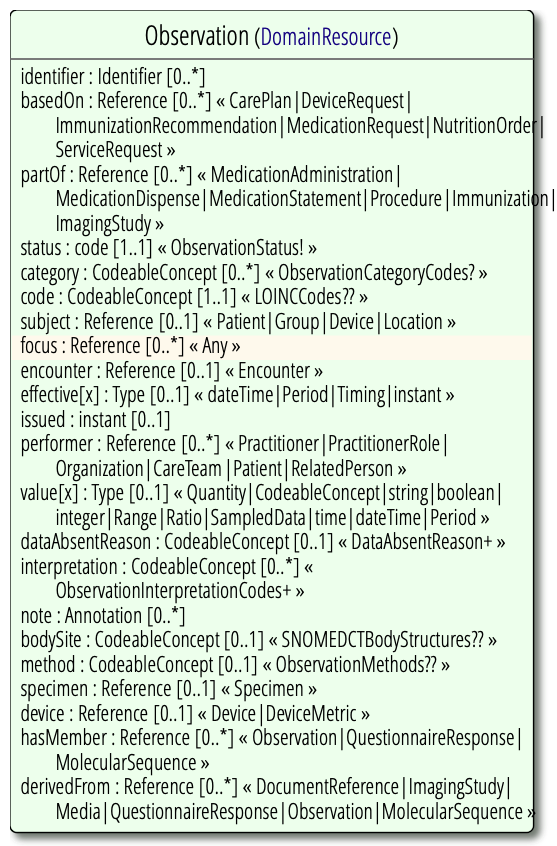 Observation (DomainResource)
identifier : Identifier [0..*]
basedOn : Reference [0..*] « CarePlan|DeviceRequest|
ImmunizationRecommendation|MedicationRequest|NutritionOrder|
ServiceRequest »
partOf : Reference [0..*] « MedicationAdministration|
MedicationDispense|MedicationStatement|Procedure|Immunization|
ImagingStudy »
status : code [1..1] « ObservationStatus! »
category : CodeableConcept [0..*] « ObservationCategoryCodes? »
code : CodeableConcept [1..1] « LOINCCodes?? »
subject : Reference [0..1] « Patient|Group|Device|Location »
focus : Reference [0..*] « Any »
encounter : Reference [0..1] « Encounter »
effective[x] : Type [0..1] « dateTime|Period|Timing|instant »
issued : instant [0..1]
performer : Reference [0..*] « Practitioner|PractitionerRole|
Organization|CareTeam |Patient|RelatedPerson »
value[x] : Type [0..1] « Quantity|CodeableConcept|string|boolean|
integer|Range|Ratio|SampledData|time|dateTime|Period »
dataAbsentReason : CodeableConcept [0..1] « DataAbsentReason+ »
interpretation : CodeableConcept [0..*] «
ObservationInterpretationCodes+ »
note : Annotation [0..*]
bodySite : CodeableConcept [0..1] « SNOMEDCTBodyStructures?? »
method : CodeableConcept [0..1] « ObservationMethods?? »
specimen : Reference [0..1] « Specimen »
device : Reference [0..1] « Device|DeviceMetric »
hasMember : Reference [0..*] « Observation|QuestionnaireResponse|
MolecularSequence »
derivedFrom : Reference [0..*] « DocumentReference|ImagingStudy|
Media|QuestionnaireResponse|Observation|MolecularSequence »